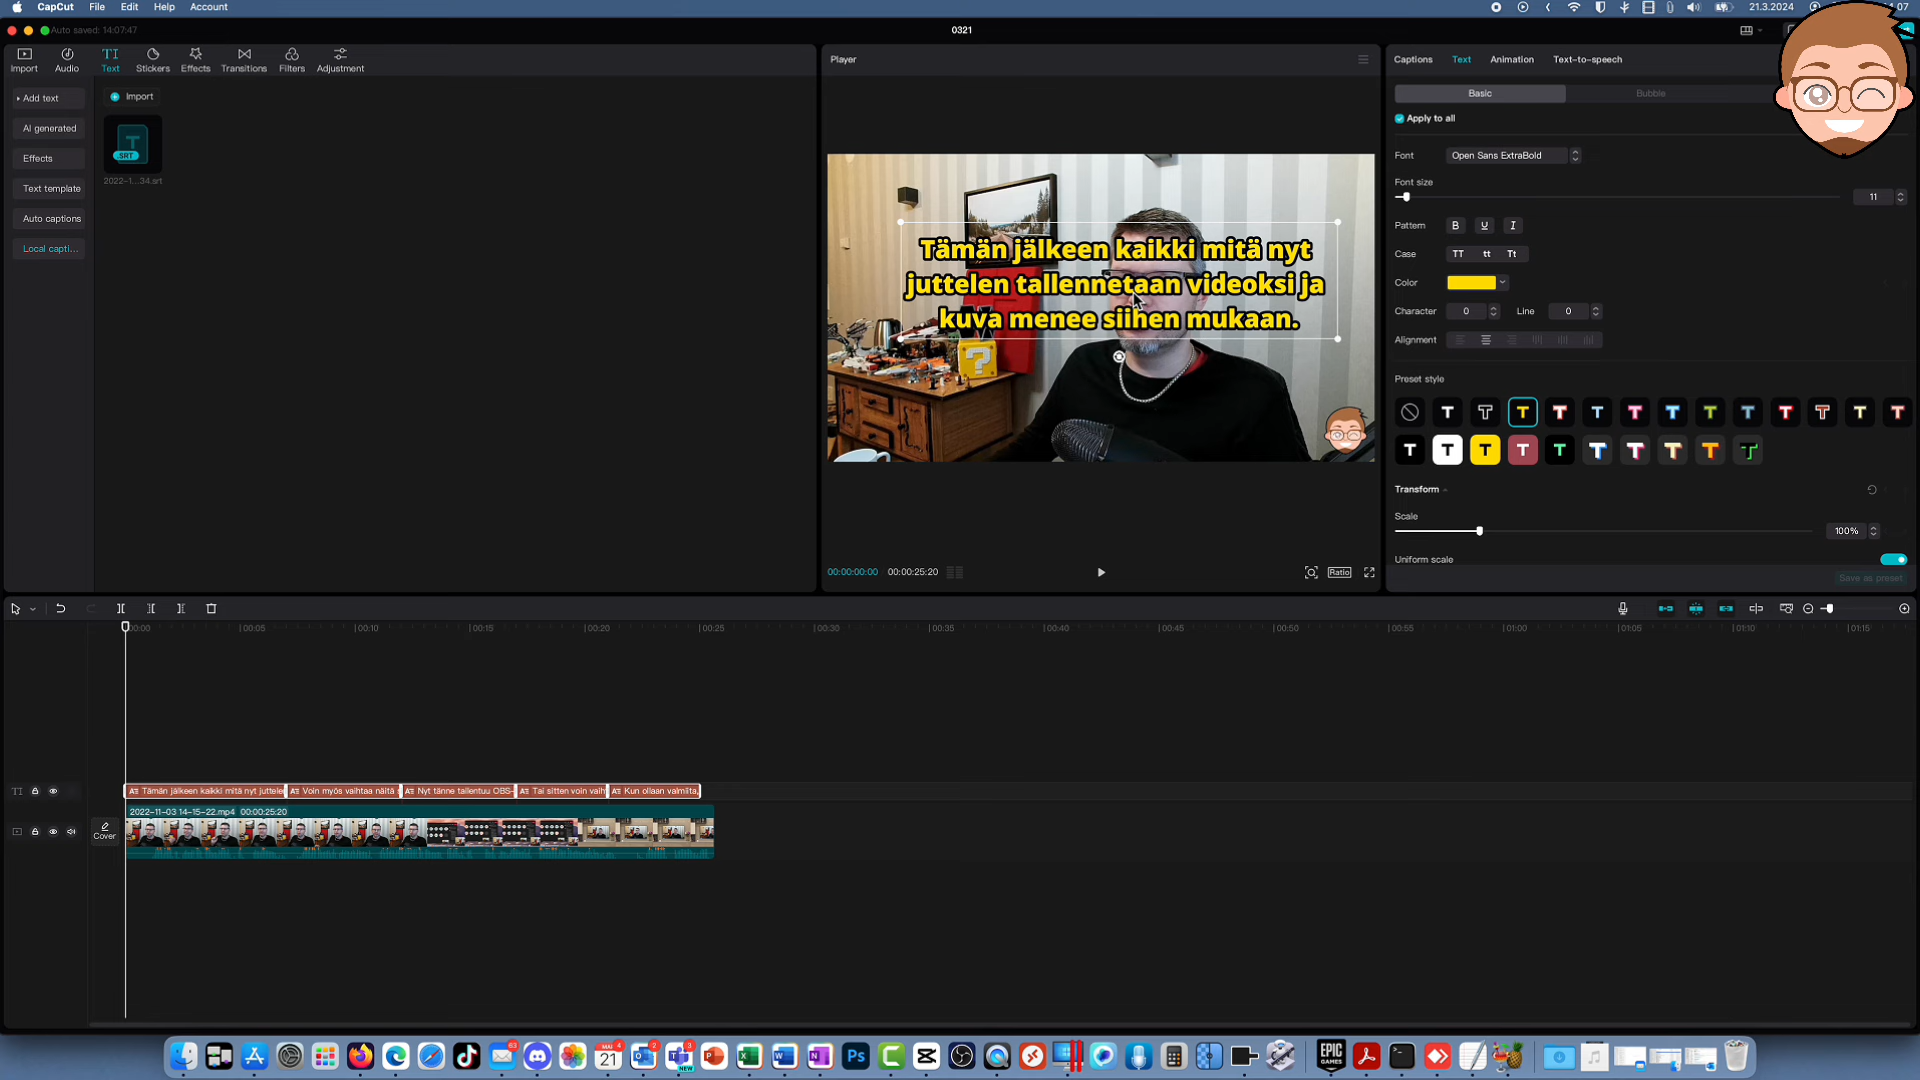 CapCut File Edit Help Account
21.3.2024
Auto saved: 14:07:47
0321
Import Audio Text Stickers Effects Transitions Filters Adjustment
Add text
AI generated
Effects
Text template
Auto captions
Local capti...
Import
SRT
2022-1...34.srt
Player
Tämän jälkeen kaikki mitä nyt
juttelen tallennetaan videoksi ja
kuva menee siihen mukaan.
00:00:00:00 00:00:25:20
Ratio
Captions Text Animation Text-to-speech
Basic Bubble
Apply to all
Font Open Sans ExtraBold
Font size
11
Pattern B U I
Case TT tt Tt
Color
Character 0 Line 0
Alignment
Preset style
Transform
Scale
100%
Uniform scale
Save as preset
00:00 00:05 00:10 00:15 00:20 00:25 00:30 00:35 00:40 00:45 00:50 00:55 01:00 01:05 01:10 01:15
Tämän jälkeen kaikki mitä nyt juttele
Voin myös vaihtaa näitä
Nyt tänne tallentuu OBS-
Tai sitten voin vaih
Kun ollaan valmiita,
2022-11-03 14-15-22.mp4 00:00:25:20
Cover